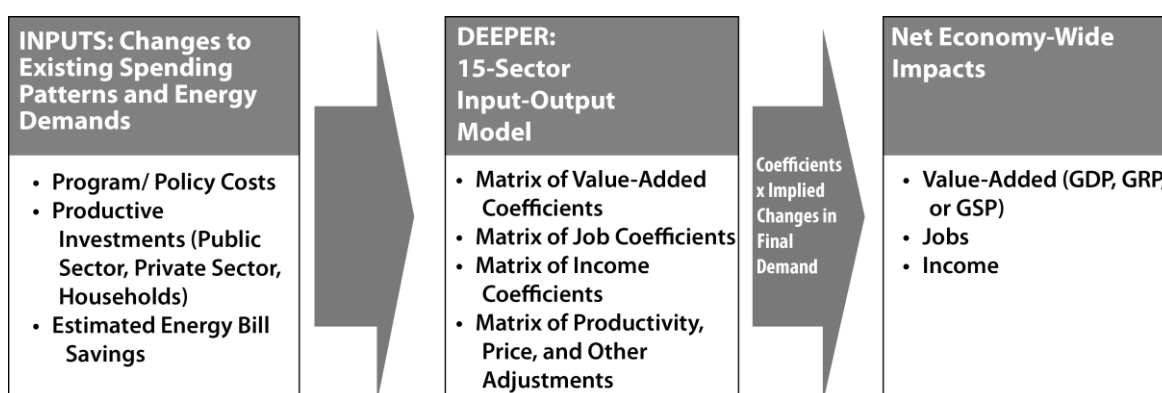 INPUTS: Changes to
Existing Spending
Patterns and Energy
Demands
• Program/ Policy Costs
• Productive
Investments (Public
Sector, Private Sector,
Households)
• Estimated Energy Bill
Savings
DEEPER:
15-Sector
Input-Output
Model
• Matrix of Value-Added
Coefficients
• Matrix of Job Coefficients
• Matrix of Income
Coefficients
• Matrix of Productivity,
Price, and Other
Adjustments
Coefficients
x Implied
Changes in
Final
Demand
Net Economy-Wide
Impacts
• Value-Added (GDP, GRP,
or GSP)
• Jobs
• Income